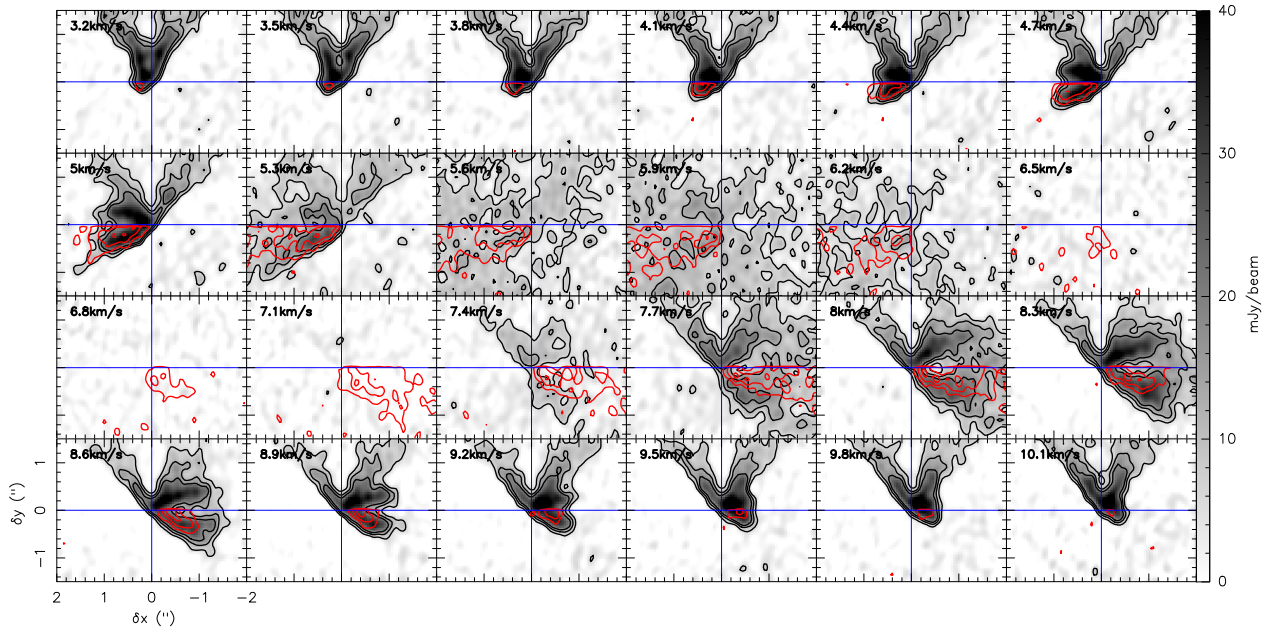 3.2km/s 3.5km/s 3.8km/s 4.1km/s 4.4km/s 4.7km/s
5km/s 5.3km/s 5.6km/s 5.9km/s 6.2km/s 6.5km/s
6.8km/s 7.1km/s 7.4km/s 7.7km/s 8km/s 8.3km/s
8.6km/s 8.9km/s 9.2km/s 9.5km/s 9.8km/s 10.1km/s
1
0
−1
δy ('')
2 1 0 −1 −2
δx ('')
40
30
20
10
0
mJy/beam